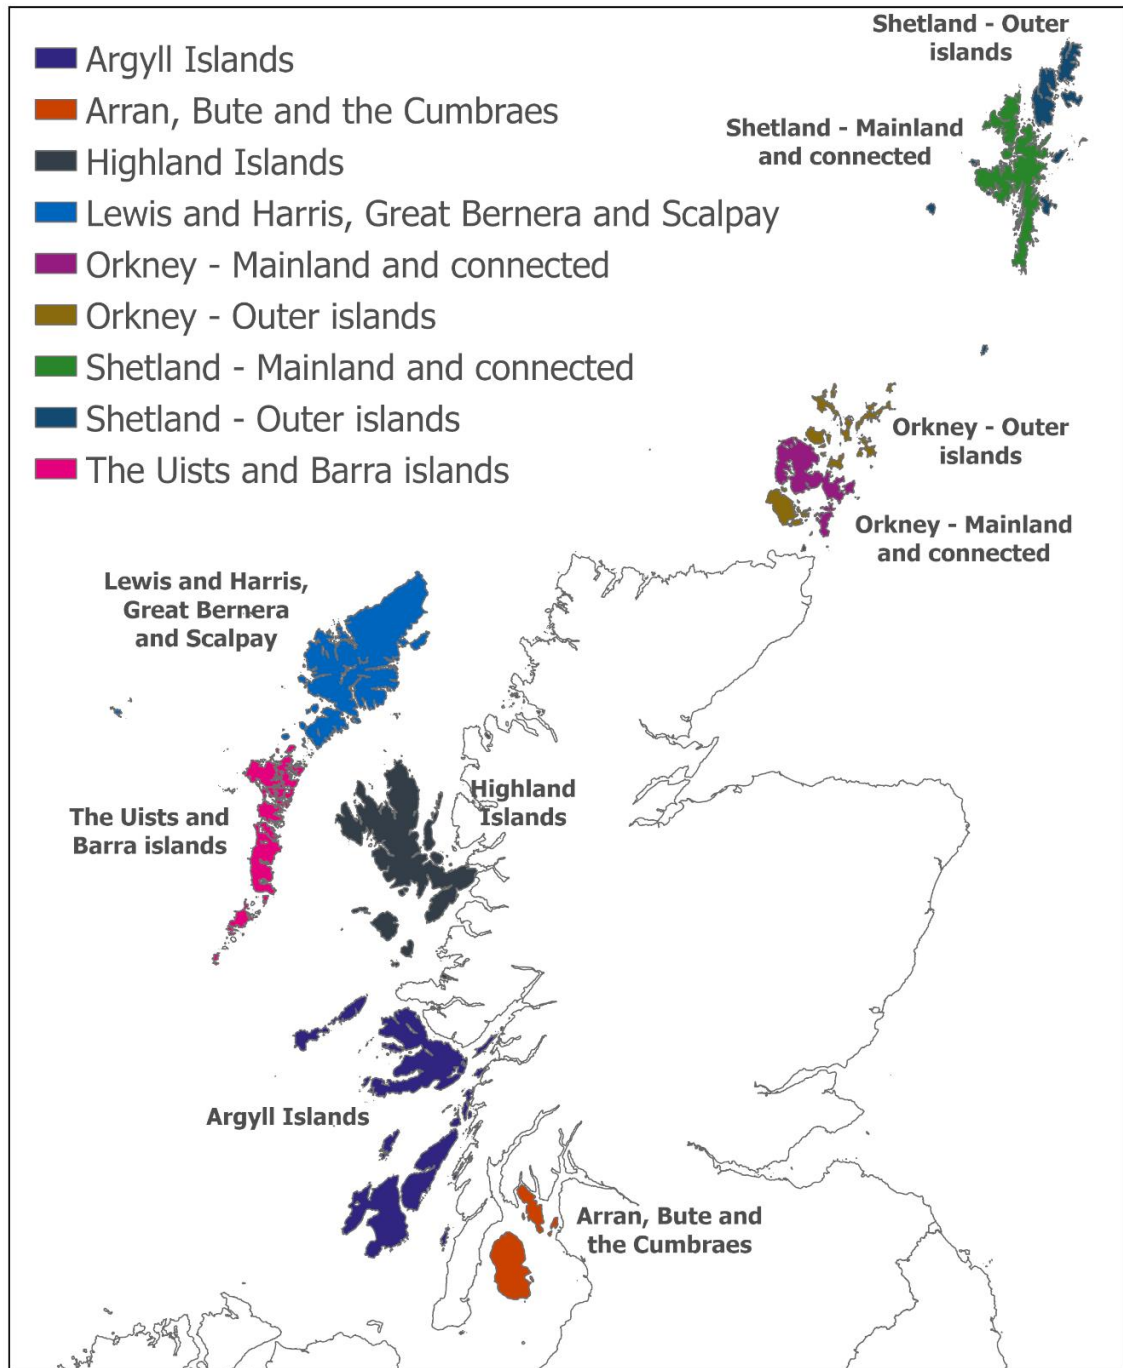 Argyll Islands
Arran, Bute and the Cumbraes
Highland Islands
Lewis and Harris, Great Bernera and Scalpay
Orkney - Mainland and connected
Orkney - Outer islands
Shetland - Mainland and connected
Shetland - Outer islands
The Uists and Barra islands
Shetland - Outer
islands
Shetland - Mainland
and connected
Orkney - Outer
islands
Orkney - Mainland
and connected
Lewis and Harris,
Great Bernera
and Scalpay
Highland
Islands
The Uists and
Barra islands
Argyll Islands
Arran, Bute and
the Cumbraes